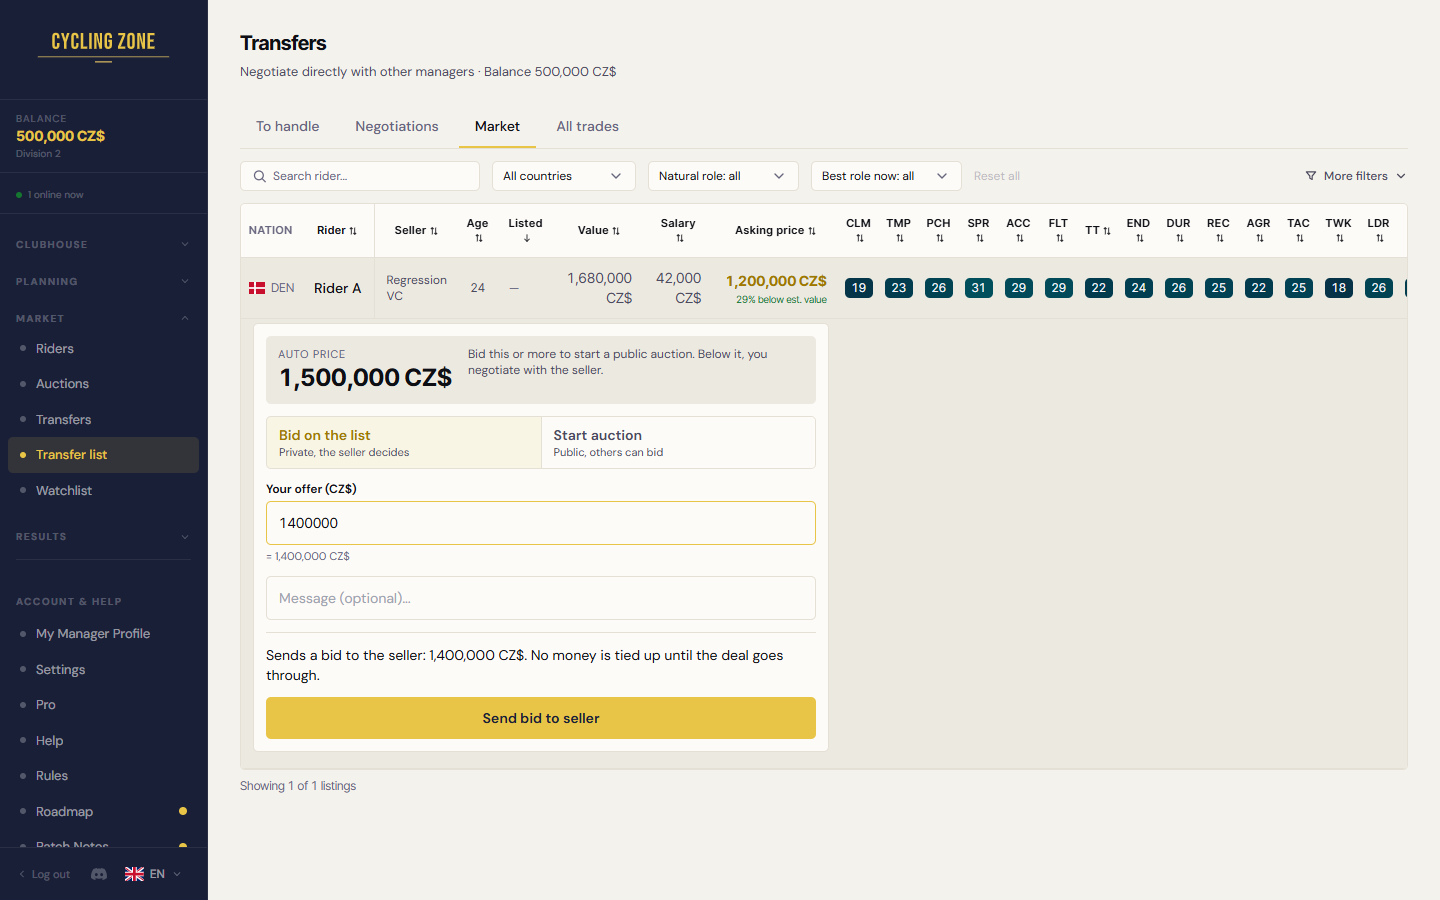 CYCLING ZONE
BALANCE
500,000 CZ$
Division 2
1 online now
CLUBHOUSE
PLANNING
MARKET
Riders
Auctions
Transfers
Transfer list
Watchlist
RESULTS
ACCOUNT & HELP
My Manager Profile
Settings
Pro
Help
Rules
Roadmap
Patch Notes
Log out
EN
Transfers
Negotiate directly with other managers · Balance 500,000 CZ$
To handle Negotiations Market All trades
Search rider... All countries Natural role: all Best role now: all Reset all More filters
NATION Rider ⇅ Seller ⇅ Age ⇅ Listed ↓ Value ⇅ Salary ⇅ Asking price ⇅ CLM ⇅ TMP ⇅ PCH ⇅ SPR ⇅ ACC ⇅ FLT ⇅ TT ⇅ END ⇅ DUR ⇅ REC ⇅ AGR ⇅ TAC ⇅ TWK ⇅ LDR ⇅
DEN Rider A Regression VC 24 — 1,680,000 CZ$ 42,000 CZ$ 1,200,000 CZ$ 19 23 26 31 29 29 22 24 26 25 22 25 18 26
29% below est. value
AUTO PRICE
1,500,000 CZ$
Bid this or more to start a public auction. Below it, you
negotiate with the seller.
Bid on the list
Private, the seller decides
Start auction
Public, others can bid
Your offer (CZ$)
1400000
= 1,400,000 CZ$
Message (optional)...
Sends a bid to the seller: 1,400,000 CZ$. No money is tied up until the deal goes
through.
Send bid to seller
Showing 1 of 1 listings